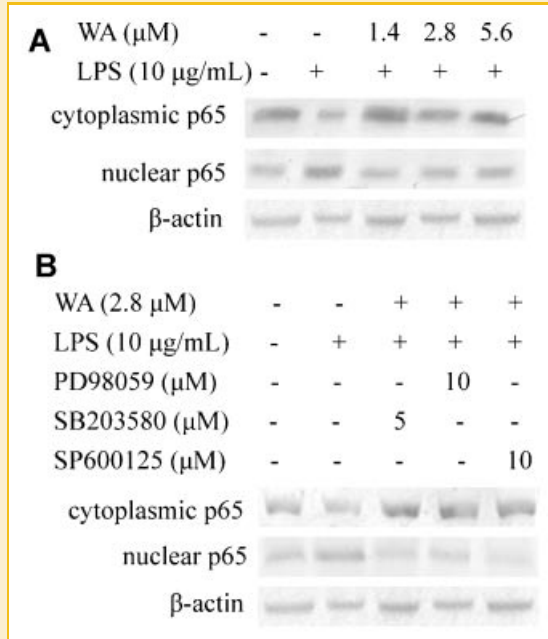 A
WA (μM) - - 1.4 2.8 5.6
LPS (10 μg/mL) - + + + +
cytoplasmic p65
nuclear p65
β-actin
B
WA (2.8 μM) - - + + +
LPS (10 μg/mL) - + + + +
PD98059 (μM) - - - 10 -
SB203580 (μM) - - 5 - -
SP600125 (μM) - - - - 10
cytoplasmic p65
nuclear p65
β-actin